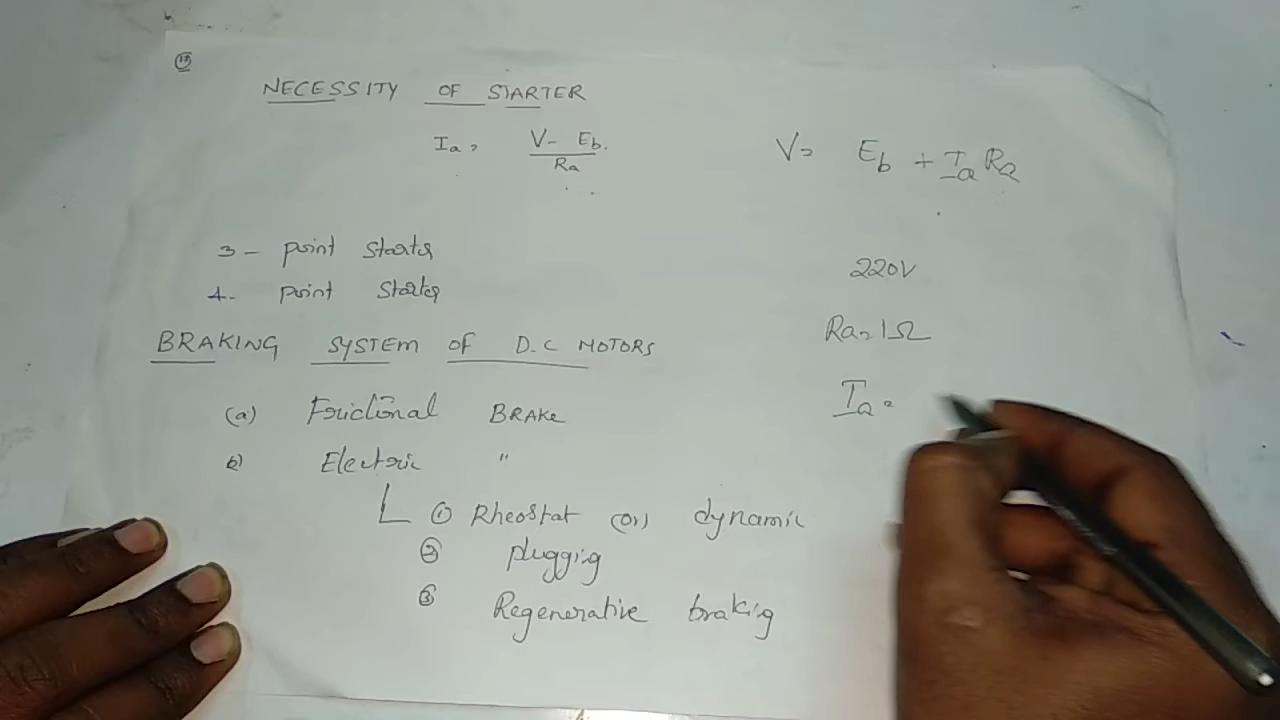 NECESSITY OF STARTER
Ia = V - Eb. / Ra
V = Eb + Ia Ra
3 - point starter
4. point starter
220V
Ra = 1Ω
BRAKING SYSTEM OF D.C MOTORS
Ia =
(a) Frictional BRAKE
b) Electric "
① Rheostat (or) dynamic
② plugging
③ Regenerative braking